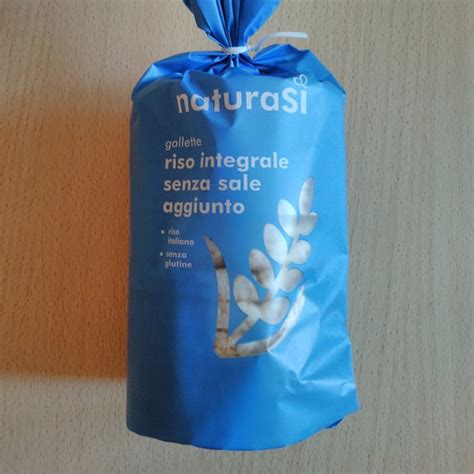 naturaSì
gallette
riso integrale
senza sale
aggiunto
• riso
italiano
• senza
glutine